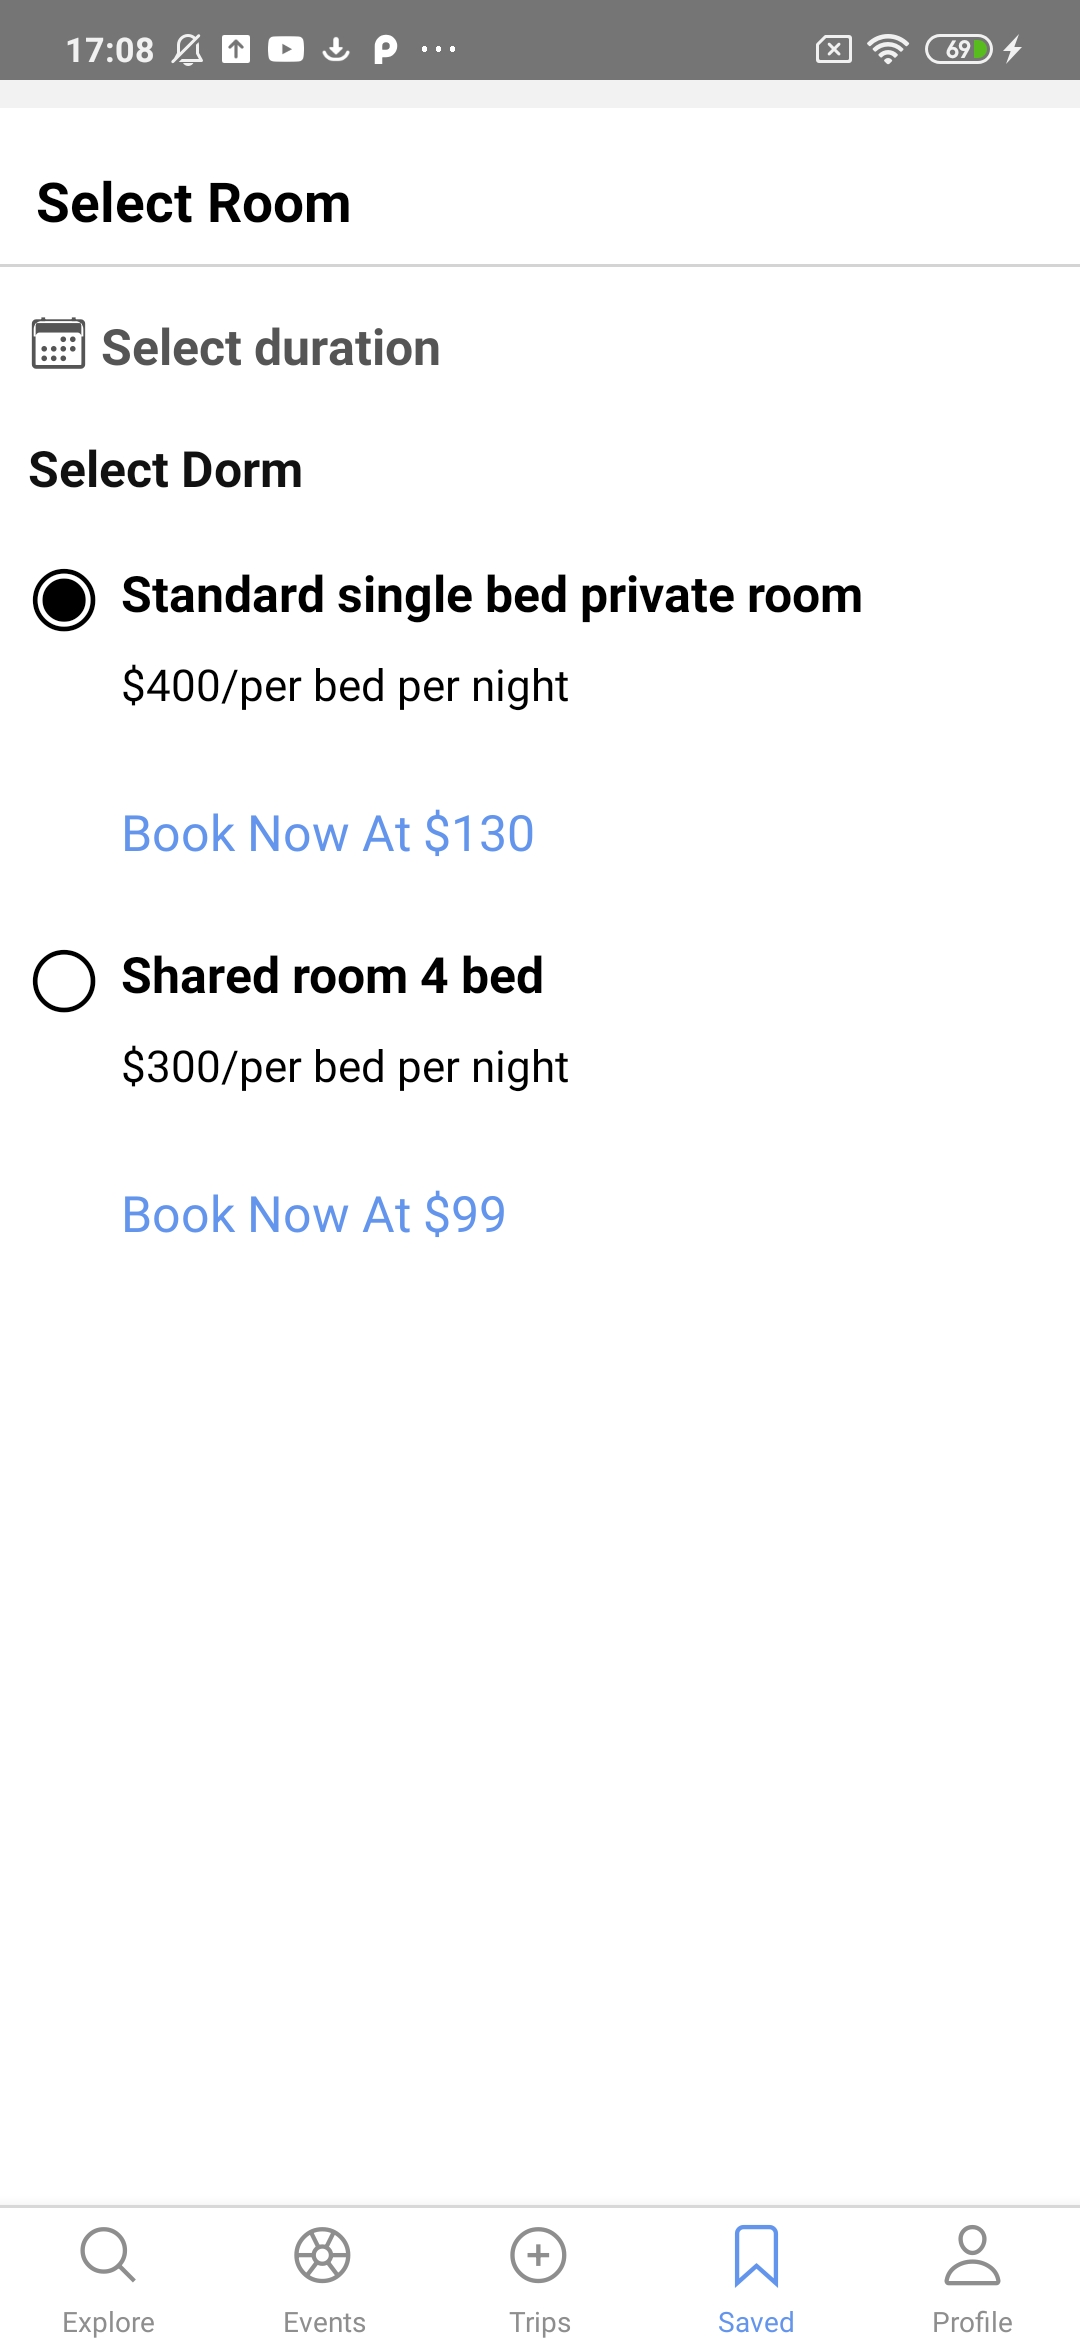 17:08
69
Select Room
Select duration
Select Dorm
Standard single bed private room
$400/per bed per night
Book Now At $130
Shared room 4 bed
$300/per bed per night
Book Now At $99
Explore Events Trips Saved Profile